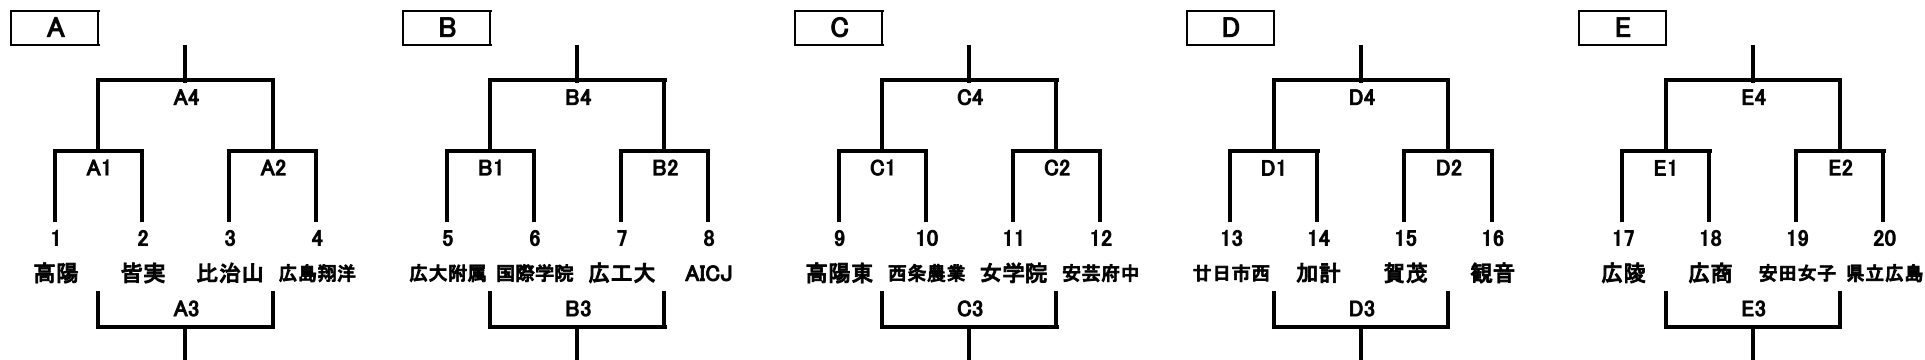 A B C D E
A4 B4 C4 D4 E4
A1 A2 B1 B2 C1 C2 D1 D2 E1 E2
1 2 3 4 5 6 7 8 9 10 11 12 13 14 15 16 17 18 19 20
高陽 皆実 比治山 広島翔洋 広大附属 国際学院 広工大 AICJ 高陽東 西条農業 女学院 安芸府中 廿日市西 加計 賀茂 観音 広陵 広商 安田女子 県立広島
A3 B3 C3 D3 E3